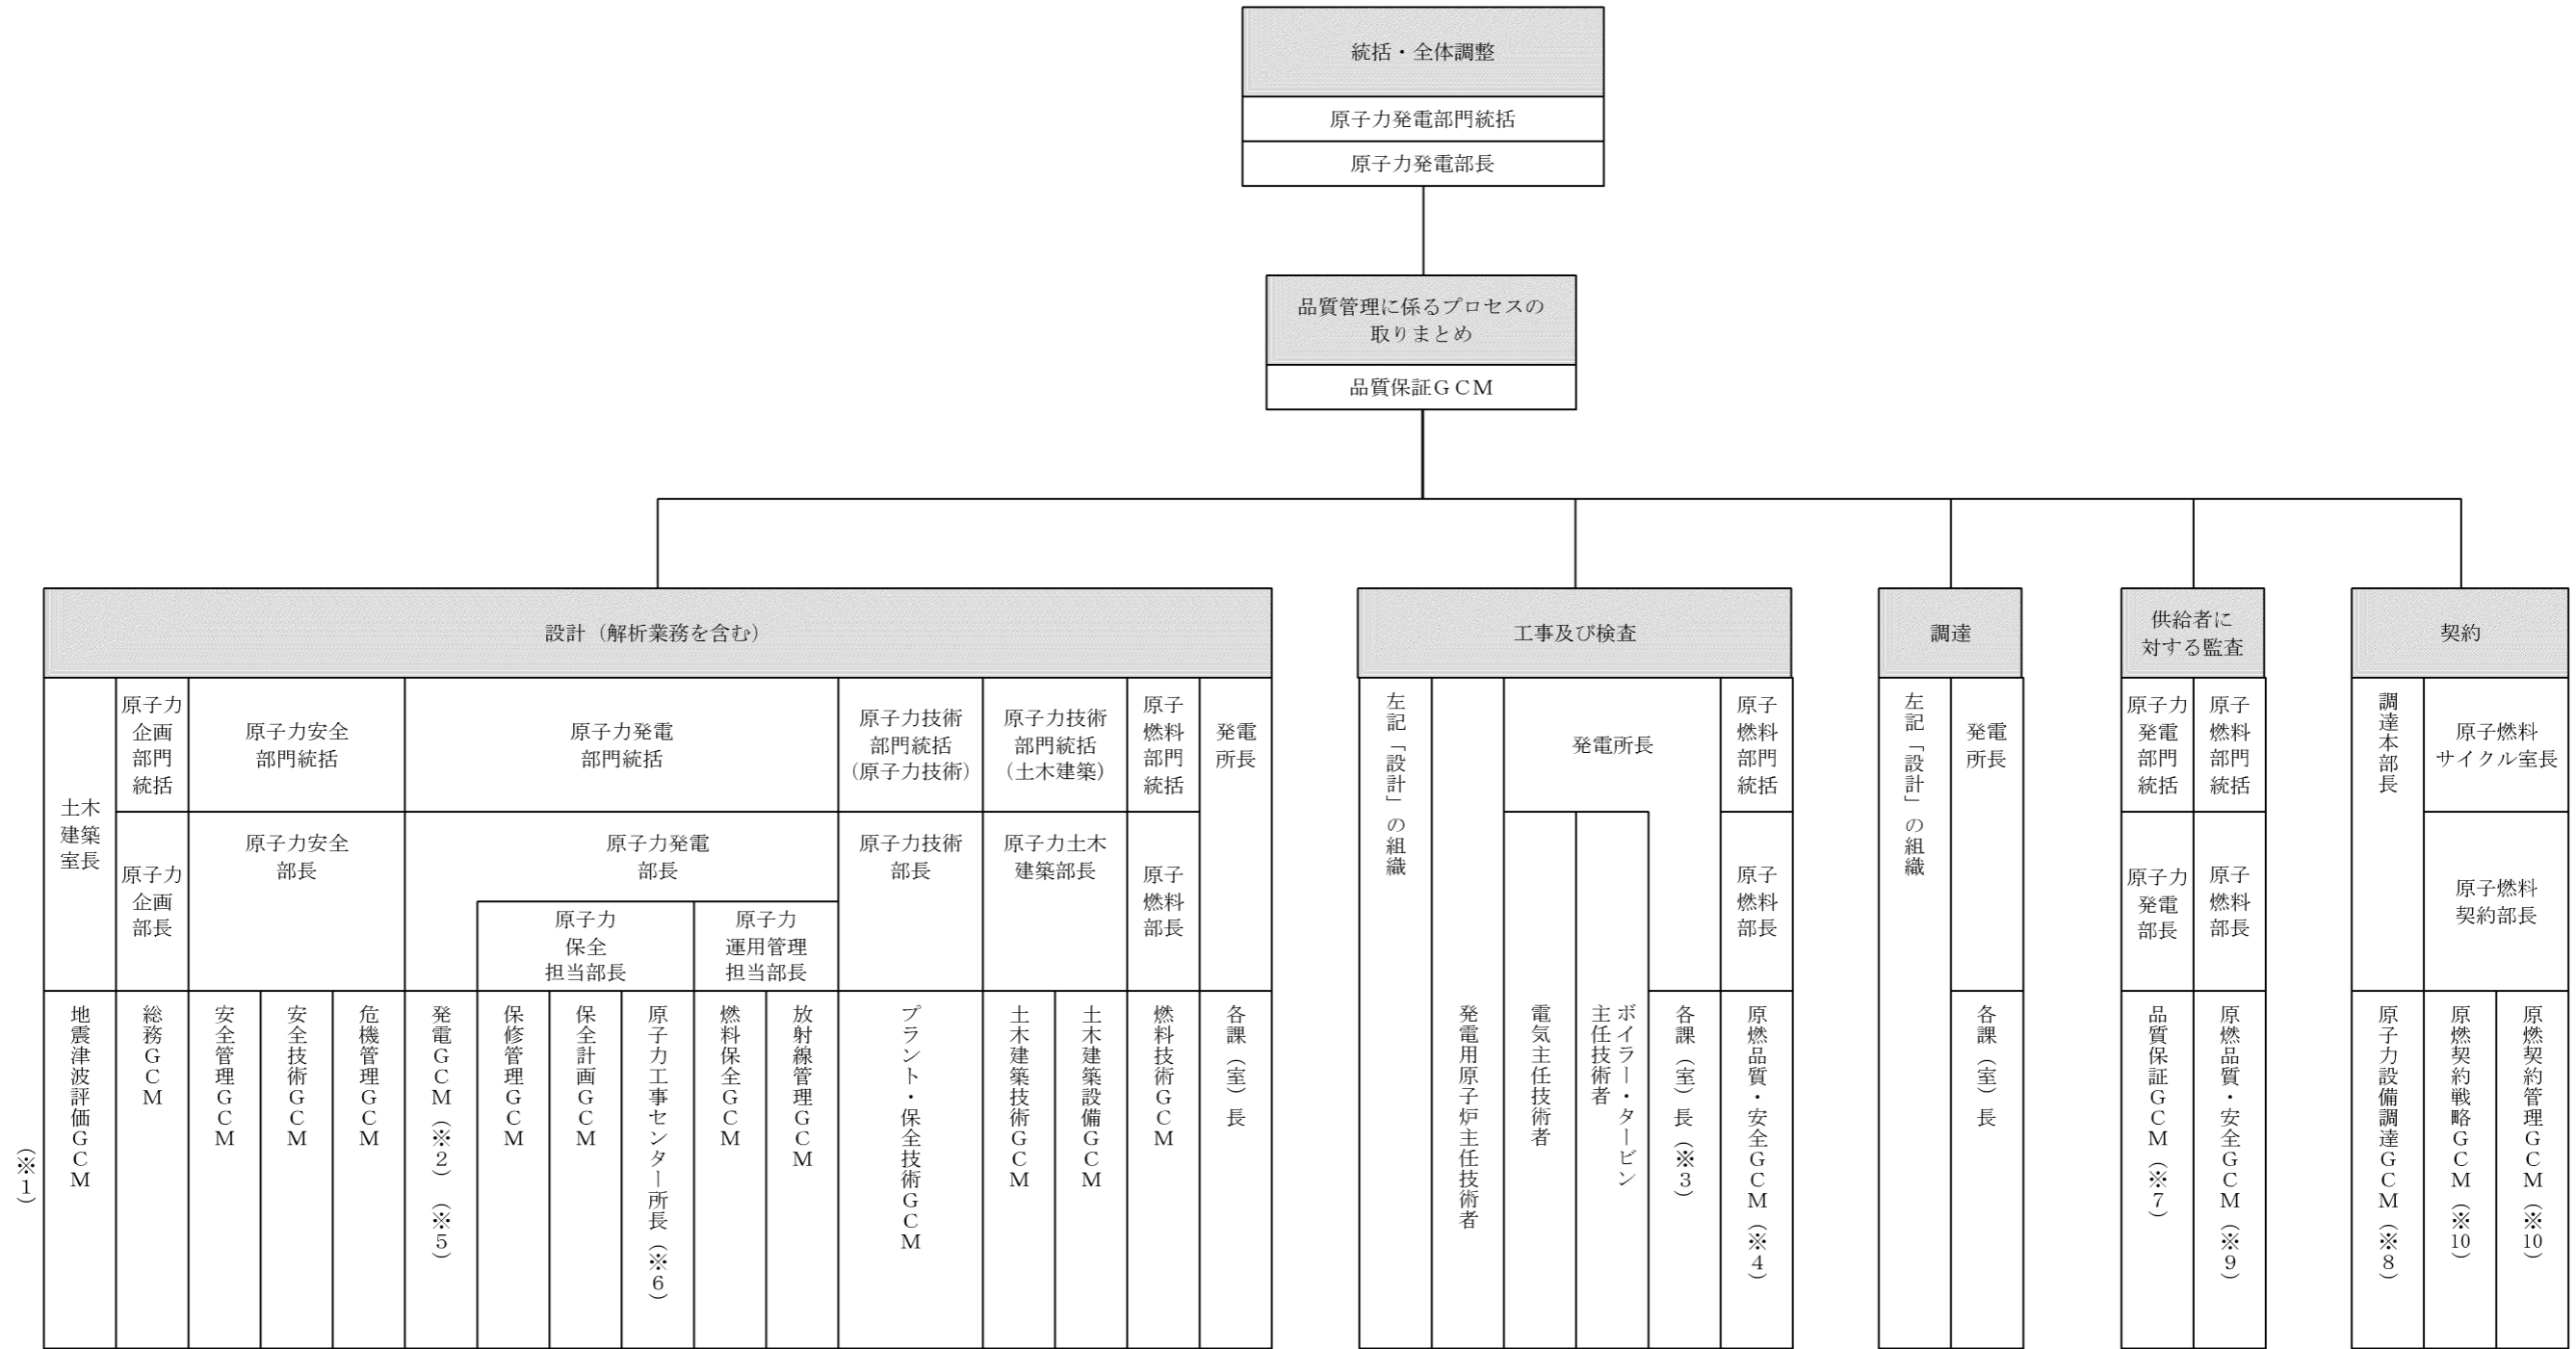 統括・全体調整
原子力発電部門統括
原子力発電部長
品質管理に係るプロセスの
取りまとめ
品質保証GCM
設計（解析業務を含む）
土木
建築
室長
原子力
企画
部門
統括
原子力安全
部門統括
原子力発電
部門統括
原子力技術
部門統括
（原子力技術）
原子力技術
部門統括
（土木建築）
原子
燃料
部門
統括
発電
所長
原子力
企画
部長
原子力安全
部長
原子力発電
部長
原子力
保全
担当部長
原子力
運用管理
担当部長
原子力技術
部長
原子力土木
建築部長
原子
燃料
部長
（※1）
地震津波評価GCM
総務GCM
安全管理GCM
安全技術GCM
危機管理GCM
発電GCM（※2）（※5）
保修管理GCM
保全計画GCM
原子力工事センター所長（※6）
燃料保全GCM
放射線管理GCM
プラント・保全技術GCM
土木建築技術GCM
土木建築設備GCM
燃料技術GCM
各課（室）長
工事及び検査
左記「設計」の組織
発電用原子炉主任技術者
発電所長
電気主任技術者
ボイラー・タービン
主任技術者
各課（室）長（※3）
原子
燃料
部門
統括
原子
燃料
部長
原燃品質・安全GCM（※4）
調達
左記「設計」の組織
発電
所長
各課（室）長
供給者に
対する監査
原子力
発電
部門
統括
原子
燃料
部門
統括
原子力
発電
部長
原子
燃料
部長
品質保証GCM（※7）
原燃品質・安全GCM（※9）
契約
調達本部長
原子燃料
サイクル室長
原子燃料
契約部長
原子力設備調達GCM（※8）
原燃契約戦略GCM（※10）
原燃契約管理GCM（※10）